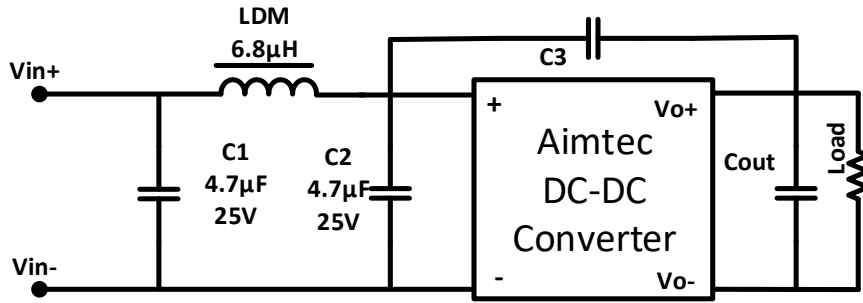 LDM
6.8µH
C3
Vin+
+
Vo+
Aimtec
DC-DC
Converter
C1
4.7µF
25V
C2
4.7µF
25V
Cout
Load
Vin-
-
Vo-